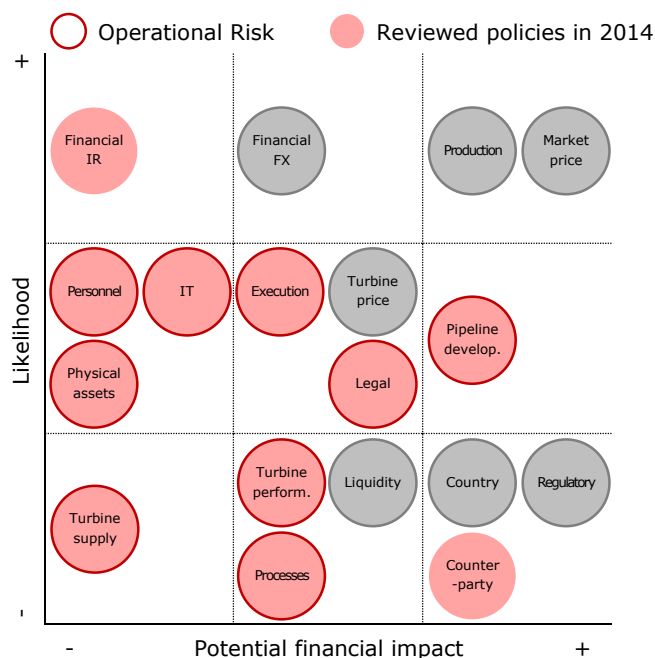 Operational Risk
Reviewed policies in 2014
+
Financial
IR
Financial
FX
Production
Market
price
Likelihood
Personnel
IT
Execution
Turbine
price
Pipeline
develop.
Physical
assets
Legal
Turbine
perform.
Liquidity
Country
Regulatory
Turbine
supply
Processes
Counter
-party
-
-
Potential financial impact
+